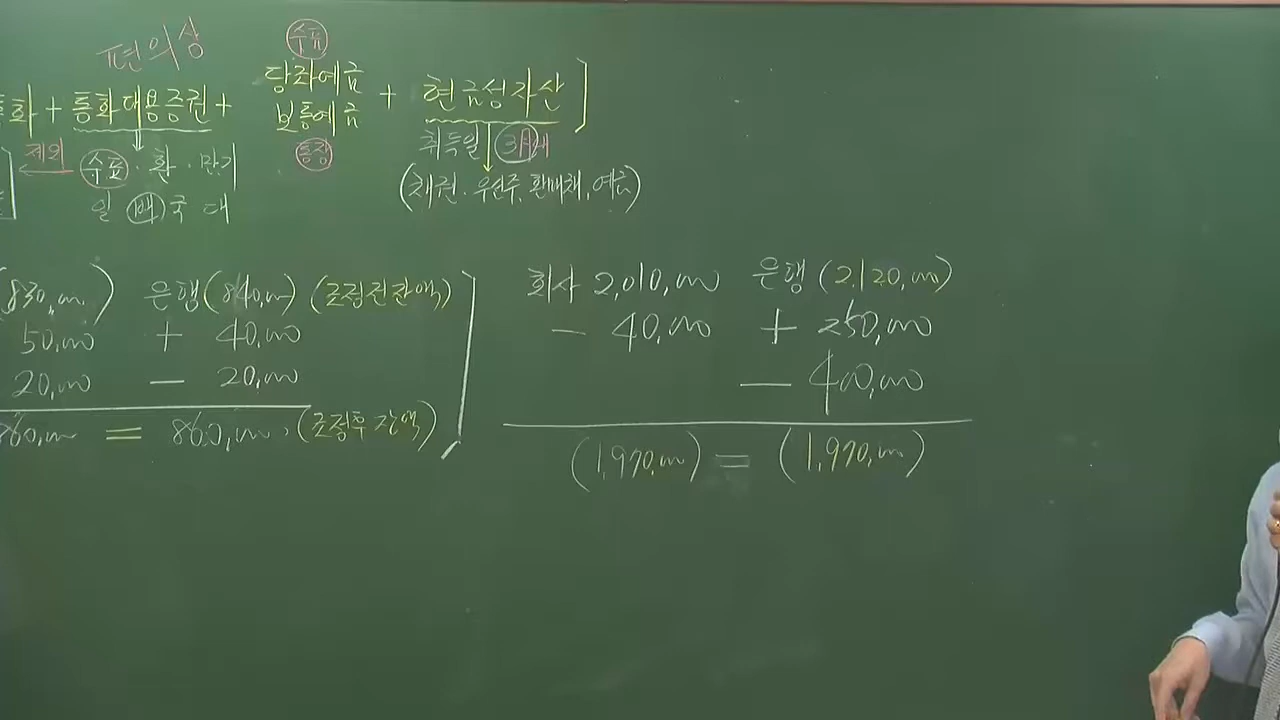 편의상
수표
당좌예금
통화 + 통화대용증권 + 보통예금 + 현금성자산]
통장
취득일 3개월
제외 수표 · 환 · 만기
(채권 · 우선주, 환매채, 예금)
일 배 국 대
(830,000) 은행(840,000) (조정전잔액)
50,000 + 40,000
20,000 − 20,000
860,000 = 860,000, (조정후잔액)
회사 2,010,000 은행 (2,120,000)
− 40,000 + 250,000
− 400,000
(1,970,000) = (1,970,000)